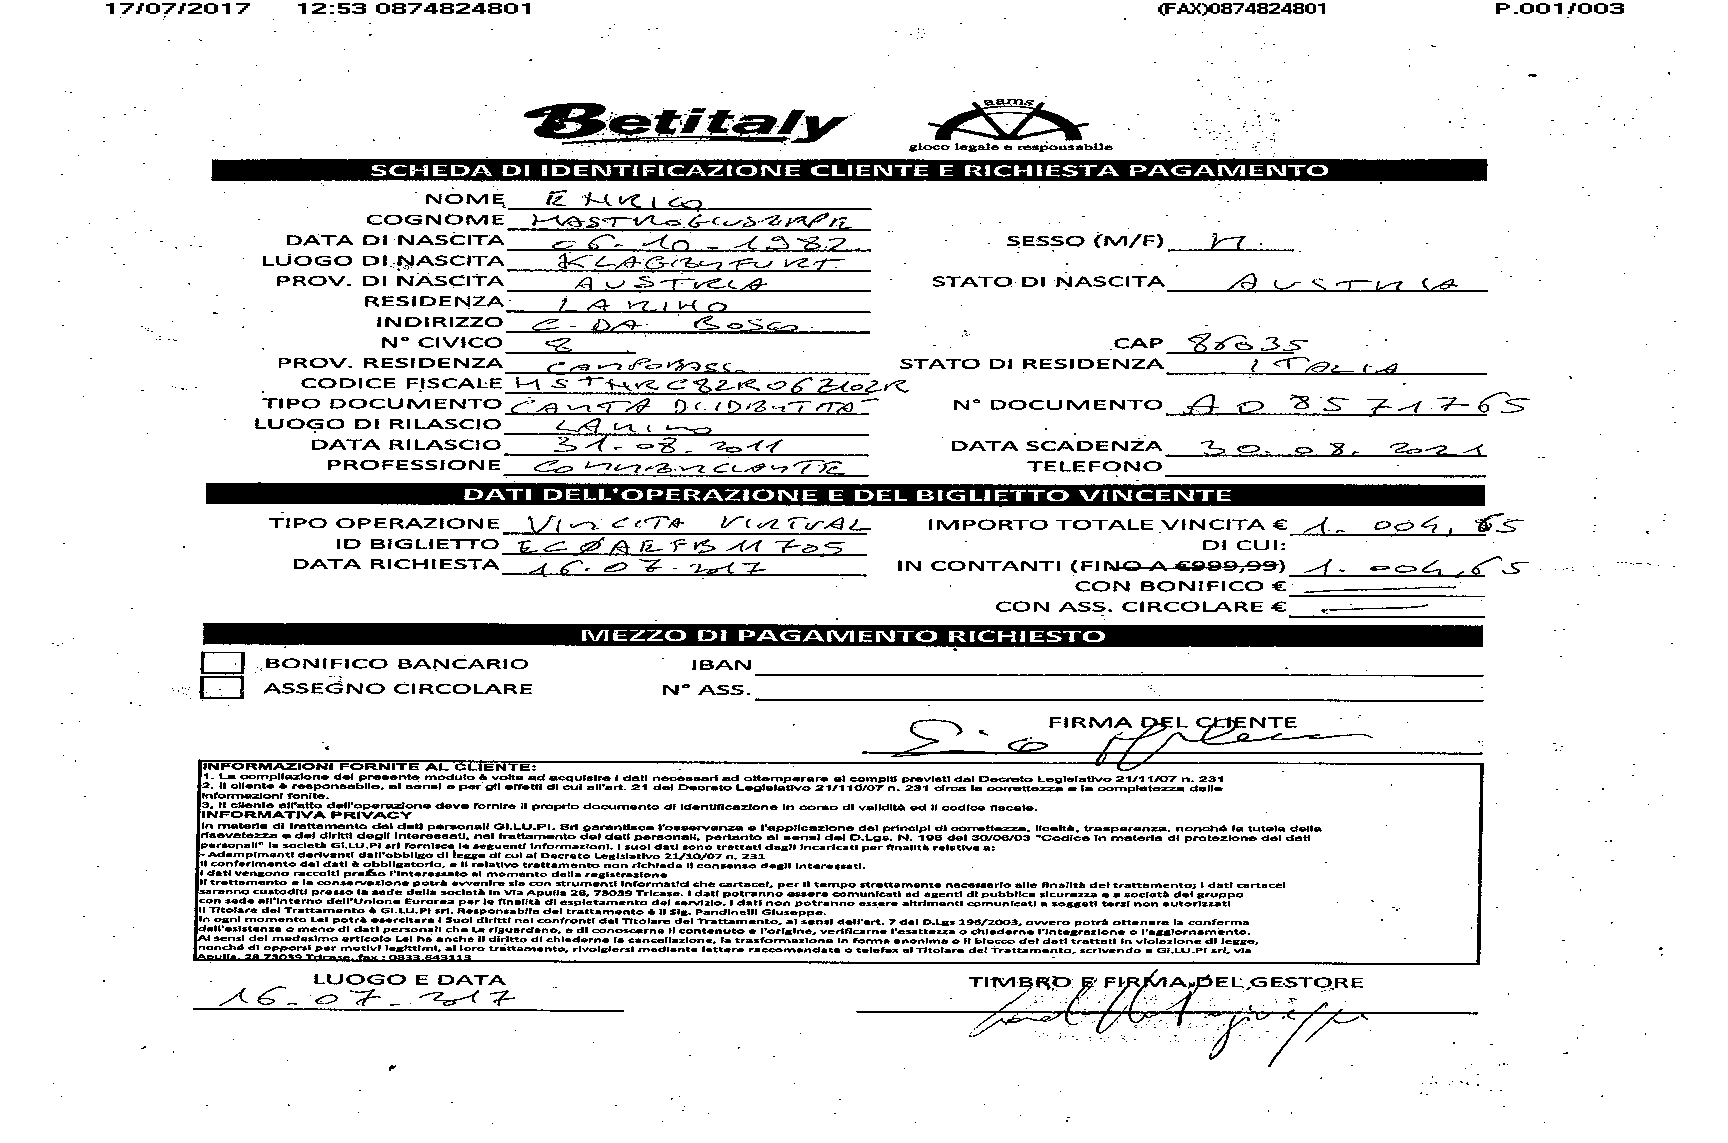 17/07/2017 12:53 0874824801 (FAX)0874824801 P.001/003
Betitaly
aams
gioco legale e responsabile
SCHEDA DI IDENTIFICAZIONE CLIENTE E RICHIESTA PAGAMENTO
NOME ENRICO
COGNOME MASTROGIUSEPPE
DATA DI NASCITA 06-10-1982 SESSO (M/F) M.
LUOGO DI NASCITA KLAGENFURT
PROV. DI NASCITA AUSTRIA STATO DI NASCITA AUSTRIA
RESIDENZA LARINO
INDIRIZZO C-DA BOSCO
N° CIVICO 8 CAP 86035
PROV. RESIDENZA CAMPOBASSO STATO DI RESIDENZA ITALIA
CODICE FISCALE MSTNRC82R06Z102R
TIPO DOCUMENTO CARTA DI IDENTITA' N° DOCUMENTO AO8571765
LUOGO DI RILASCIO LARINO
DATA RILASCIO 31-08-2011 DATA SCADENZA 30.08.2021
PROFESSIONE COMMERCIANTE TELEFONO
DATI DELL'OPERAZIONE E DEL BIGLIETTO VINCENTE
TIPO OPERAZIONE VINCITA VIRTUAL IMPORTO TOTALE VINCITA € 1.004,65
ID BIGLIETTO EC0AEFB11705 DI CUI:
DATA RICHIESTA 16.07.2017 IN CONTANTI (FINO A €999,99) 1.004,65
CON BONIFICO €
CON ASS. CIRCOLARE €
MEZZO DI PAGAMENTO RICHIESTO
BONIFICO BANCARIO IBAN
ASSEGNO CIRCOLARE N° ASS.
FIRMA DEL CLIENTE
INFORMAZIONI FORNITE AL CLIENTE:
1. La compilazione del presente modulo è volta ad acquisire i dati necessari ad ottemperare ai compiti previsti dal Decreto Legislativo 21/11/07 n. 231
2. Il cliente è responsabile, ai sensi e per gli effetti di cui all'art. 21 del Decreto Legislativo 21/110/07 n. 231 circa la correttezza e la completezza delle
informazioni fonite.
3. Il cliente all'atto dell'operazione deve fornire il proprio documento di identificazione in corso di validità ed il codice fiscale.
INFORMATIVA PRIVACY
In materia di trattamento dei dati personali GI.LU.PI. Srl garantisce l'osservanza e l'applicazione dei principi di correttezza, liceità, trasparenza, nonché la tutela della
riservatezza e dei diritti degli interessati, nel trattamento dei dati personali, pertanto ai sensi del D.Lgs. N. 196 del 30/06/03 "Codice in materia di protezione dei dati
personali" la società GI.LU.PI srl fornisce le seguenti informazioni. I suoi dati sono trattati dagli incaricati per finalità relative a:
- Adempimenti derivanti dall'obbligo di legge di cui al Decreto Legislativo 21/10/07 n. 231
Il conferimento dei dati è obbligatorio, e il relativo trattamento non richiede il consenso degli interessati.
I dati vengono raccolti presso l'interessato al momento della registrazione
Il trattamento e la conservazione potrà avvenire sia con strumenti informatici che cartacei, per il tempo strettamente necessario alle finalità del trattamento; i dati cartacei
saranno custoditi presso la sede della società in Via Apulia 28, 73039 Tricase. I dati potranno essere comunicati ad agenti di pubblica sicurezza e a società del gruppo
con sede all'interno dell'Unione Europea per le finalità di espletamento del servizio. I dati non potranno essere altrimenti comunicati a soggetti terzi non autorizzati
Il Titolare del Trattamento è GI.LU.PI srl. Responsabile del trattamento è il Sig. Pandinelli Giuseppe.
In ogni momento Lei potrà esercitare i Suoi diritti nei confronti del Titolare del Trattamento, ai sensi dell'art. 7 del D.Lgs 196/2003, ovvero potrà ottenere la conferma
dell'esistenza o meno di dati personali che La riguardano, e di conoscerne il contenuto e l'origine, verificarne l'esattezza o chiederne l'integrazione o l'aggiornamento.
Ai sensi del medesimo articolo Lei ha anche il diritto di chiederne la cancellazione, la trasformazione in forma anonima o il blocco dei dati trattati in violazione di legge,
nonché di opporsi per motivi legittimi, al loro trattamento, rivolgersi mediante lettere raccomandate o telefax al Titolare del Trattamento, scrivendo a GI.LU.PI srl, via
Apulia, 28 73039 Tricase, fax : 0833.643113
LUOGO E DATA TIMBRO E FIRMA DEL GESTORE
16-07-2017